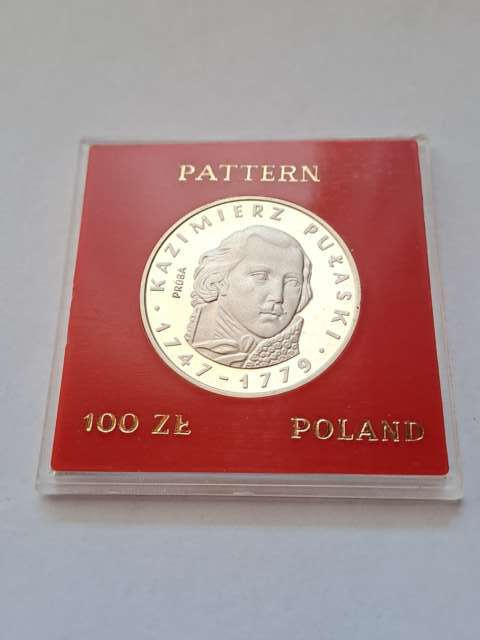 PATTERN
KAZIMIERZ PUŁASKI
PRÓBA
· 1747-1779 ·
100 ZŁ
POLAND